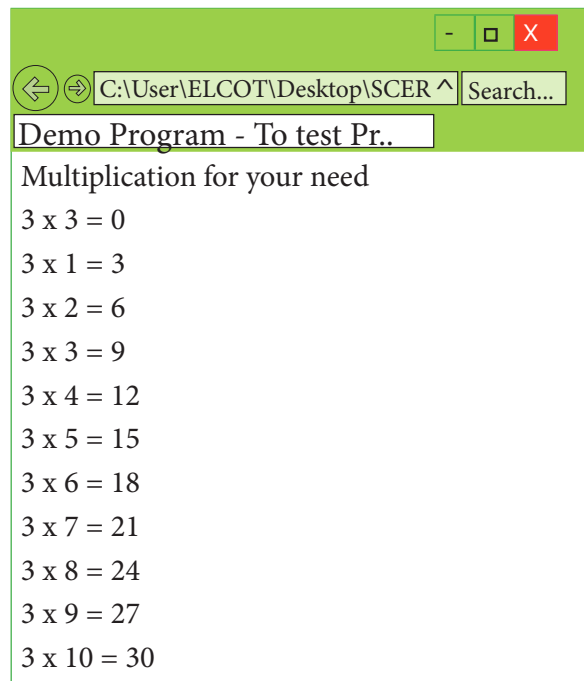 - □ X
C:\User\ELCOT\Desktop\SCER ^ Search...
Demo Program - To test Pr..
Multiplication for your need
3 x 3 = 0
3 x 1 = 3
3 x 2 = 6
3 x 3 = 9
3 x 4 = 12
3 x 5 = 15
3 x 6 = 18
3 x 7 = 21
3 x 8 = 24
3 x 9 = 27
3 x 10 = 30